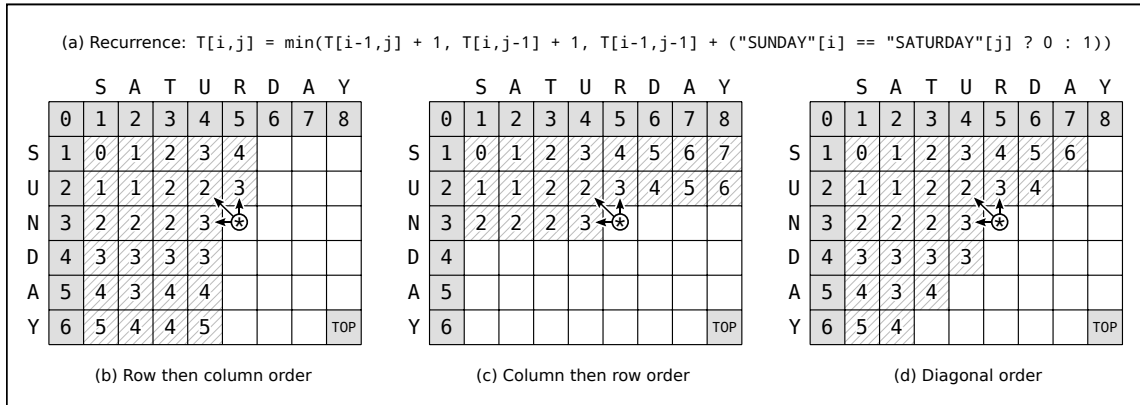 (a) Recurrence: T[i,j] = min(T[i-1,j] + 1, T[i,j-1] + 1, T[i-1,j-1] + ("SUNDAY"[i] == "SATURDAY"[j] ? 0 : 1))
S A T U R D A Y
0 1 2 3 4 5 6 7 8
S 1 0 1 2 3 4
U 2 1 1 2 2 3
N 3 2 2 2 3 *
D 4 3 3 3 3
A 5 4 3 4 4
Y 6 5 4 4 5 TOP
(b) Row then column order
S A T U R D A Y
0 1 2 3 4 5 6 7 8
S 1 0 1 2 3 4 5 6 7
U 2 1 1 2 2 3 4 5 6
N 3 2 2 2 3 *
D 4
A 5
Y 6 TOP
(c) Column then row order
S A T U R D A Y
0 1 2 3 4 5 6 7 8
S 1 0 1 2 3 4 5 6
U 2 1 1 2 2 3 4
N 3 2 2 2 3 *
D 4 3 3 3 3
A 5 4 3 4
Y 6 5 4 TOP
(d) Diagonal order